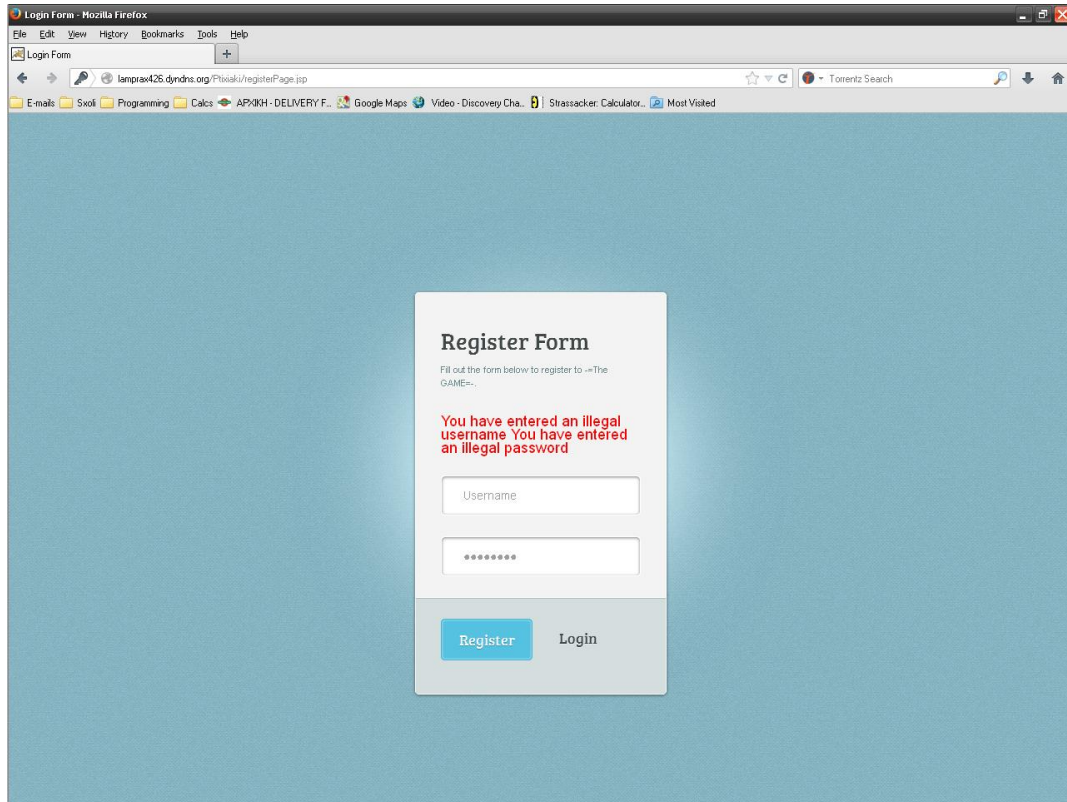 Login Form - Mozilla Firefox
File Edit View History Bookmarks Tools Help
Login Form
lamprax426.dyndns.org/Ptixiaki/registerPage.jsp
Torrentz Search
E-mails Sxoli Programming Calcs ΑΡΧΙΚΗ - DELIVERY F... Google Maps Video - Discovery Cha... Strassacker: Calculator... Most Visited
Register Form
Fill out the form below to register to -=The
GAME=-.
You have entered an illegal
username You have entered
an illegal password
Username
Register Login